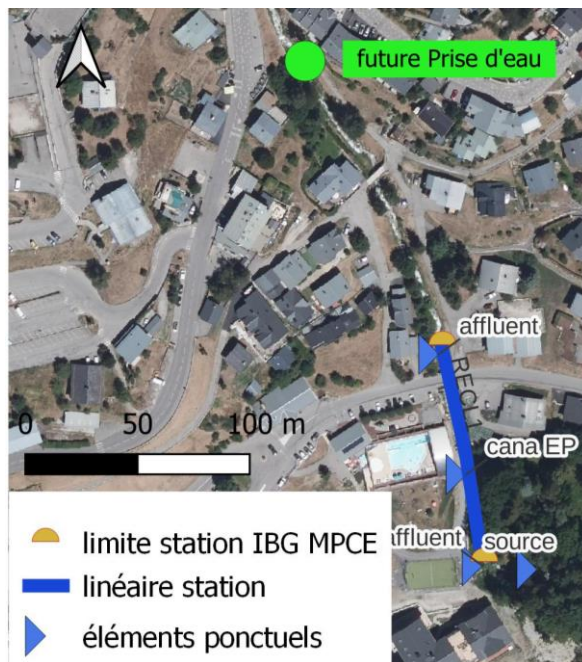 future Prise d'eau
affluent
RECL
cana EP
0 50 100 m
affluent source
limite station IBG MPCE
linéaire station
éléments ponctuels